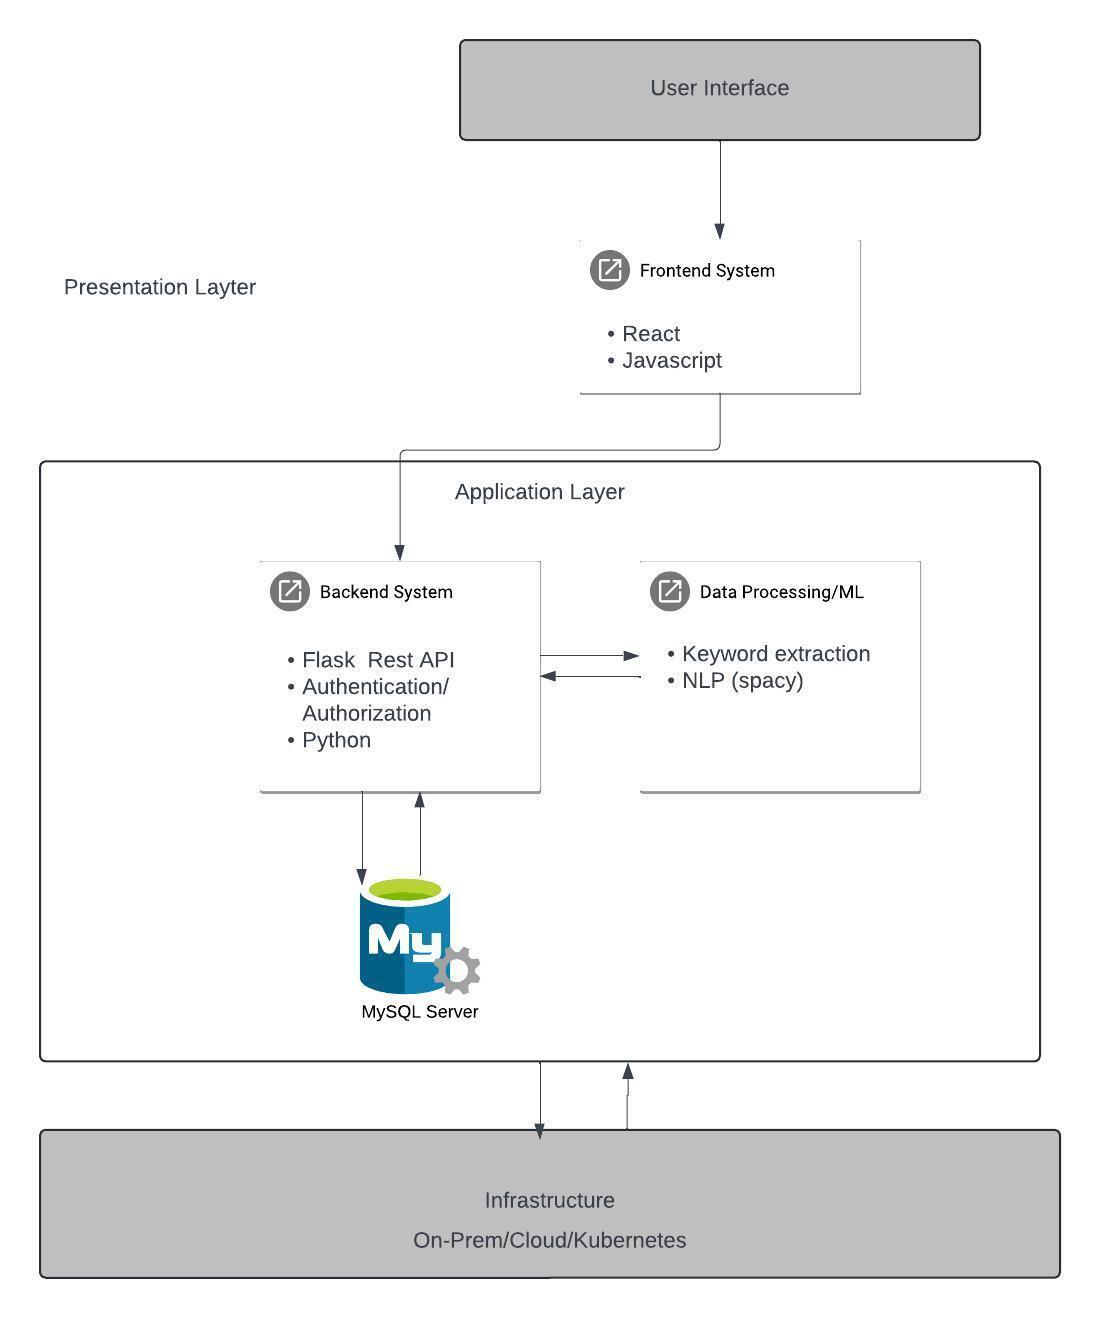 User Interface
Presentation Layter
Frontend System
• React
• Javascript
Application Layer
Backend System
• Flask  Rest API
• Authentication/
Authorization
• Python
Data Processing/ML
• Keyword extraction
• NLP (spacy)
My
MySQL Server
Infrastructure
On-Prem/Cloud/Kubernetes